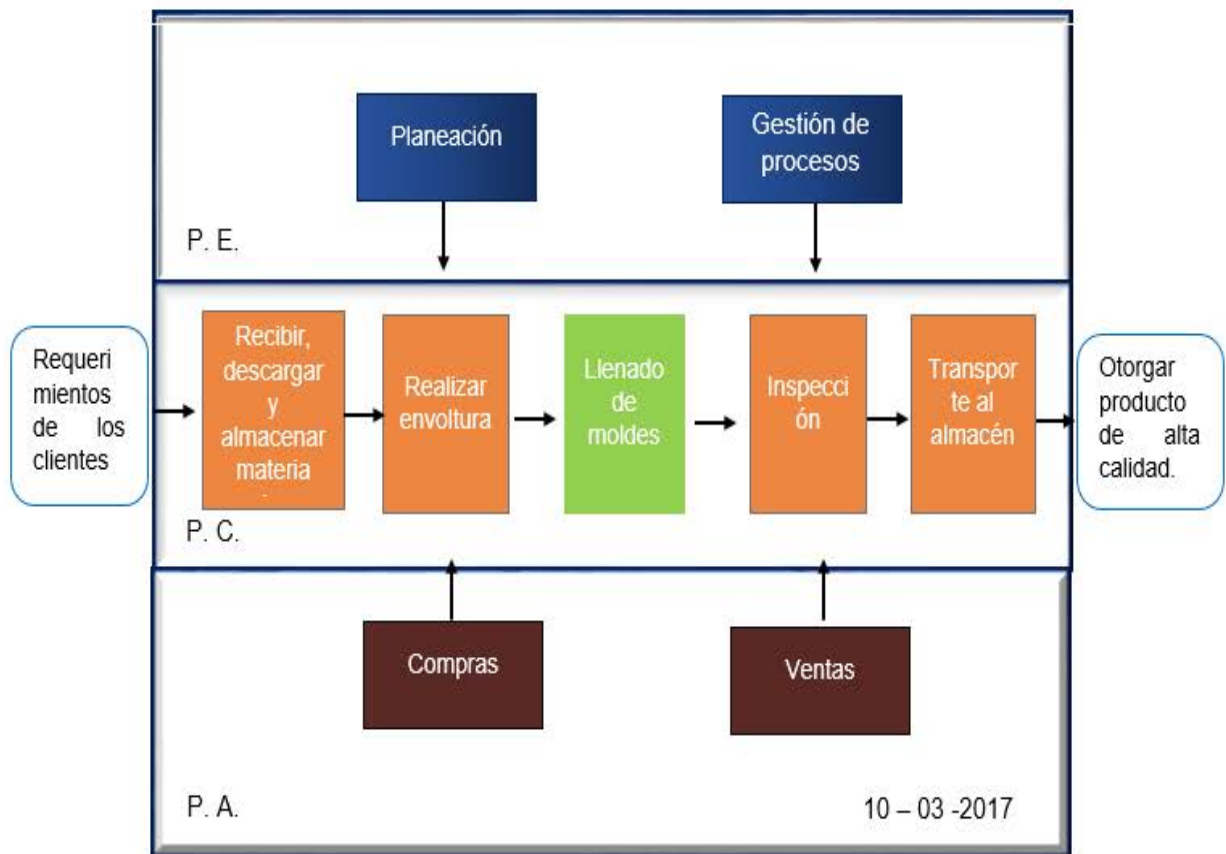 Planeación
Gestión de
procesos
P. E.
Requeri
mientos
de los
clientes
Recibir,
descargar
y
almacenar
materia
Realizar
envoltura
Llenado
de
moldes
Inspecci
ón
Transpor
te al
almacén
Otorgar
producto
de alta
calidad.
P. C.
Compras
Ventas
P. A.
10 – 03 -2017